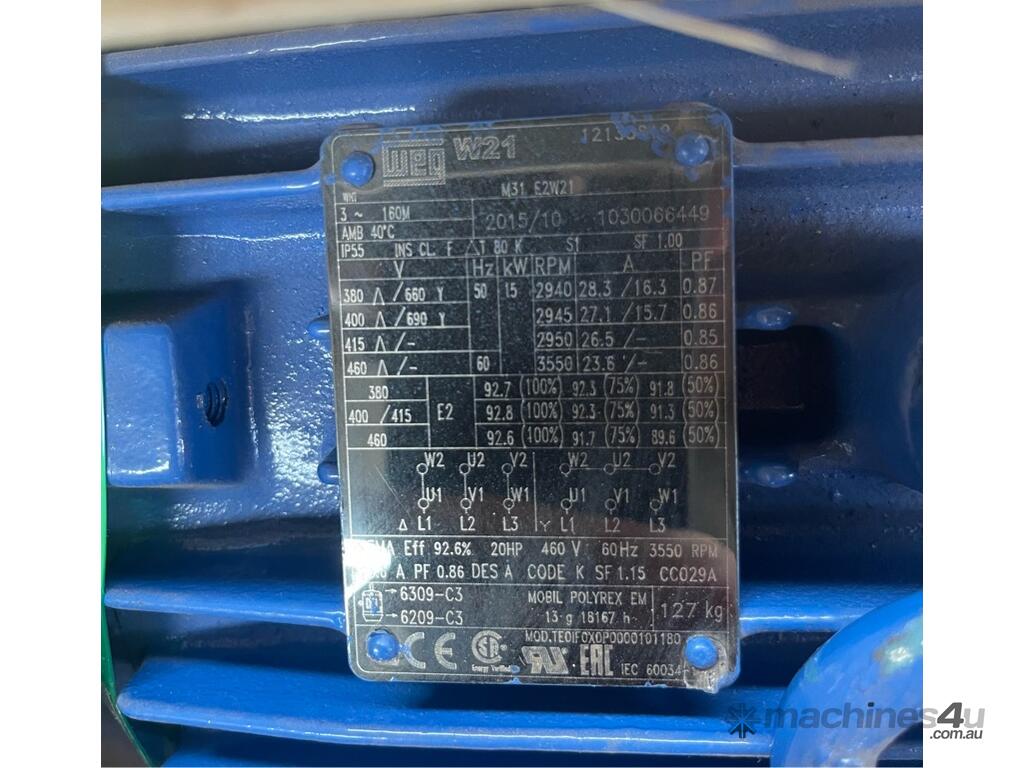 WEG W21
M31 E2W21
3 ~ 160M 2015/10 1030066449
AMB 40°C
IP55 INS CL. F △T 80 K S1 SF 1.00
V Hz kW RPM A PF
380 Δ/660 Y 50 15 2940 28.3 /16.3 0.87
400 Δ/690 Y 2945 27.1 /15.7 0.86
415 Δ/- 2950 26.5 /- 0.85
460 Δ/- 60 3550 23.6 /- 0.86
380 92.7 (100%) 92.3 (75%) 91.8 (50%)
400 /415 E2 92.8 (100%) 92.3 (75%) 91.3 (50%)
460 92.6 (100%) 91.7 (75%) 89.6 (50%)
W2 U2 V2 W2 U2 V2
U1 V1 W1 U1 V1 W1
Δ L1 L2 L3 Y L1 L2 L3
Eff 92.6% 20HP 460 V 60Hz 3550 RPM
A PF 0.86 DES A CODE K SF 1.15 CC029A
6309-C3 MOBIL POLYREX EM 127 kg
6209-C3 13 g 18167 h
MOD.TE01F0X0P0000101180
CE Energy Verified EAC IEC 60034
machines4u
.com.au